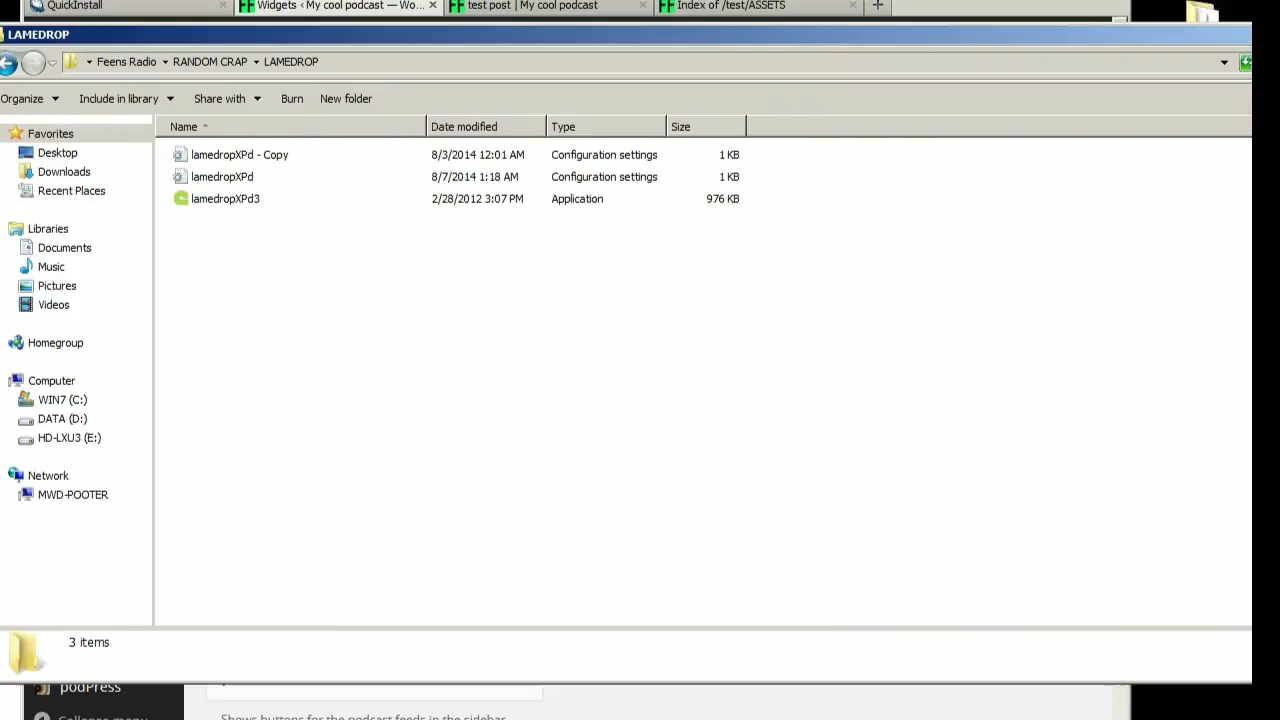 QuickInstall
Widgets ‹ My cool podcast — Wo...
test post | My cool podcast
Index of /test/ASSETS
LAMEDROP
Feens Radio RANDOM CRAP LAMEDROP
Organize Include in library Share with Burn New folder
Name Date modified Type Size
Favorites
Desktop
Downloads
Recent Places
Libraries
Documents
Music
Pictures
Videos
Homegroup
Computer
WIN7 (C:)
DATA (D:)
HD-LXU3 (E:)
Network
MWD-POOTER
lamedropXPd - Copy 8/3/2014 12:01 AM Configuration settings 1 KB
lamedropXPd 8/7/2014 1:18 AM Configuration settings 1 KB
lamedropXPd3 2/28/2012 3:07 PM Application 976 KB
3 items
podPress
Collapse menu
Shows buttons for the podcast feeds in the sidebar